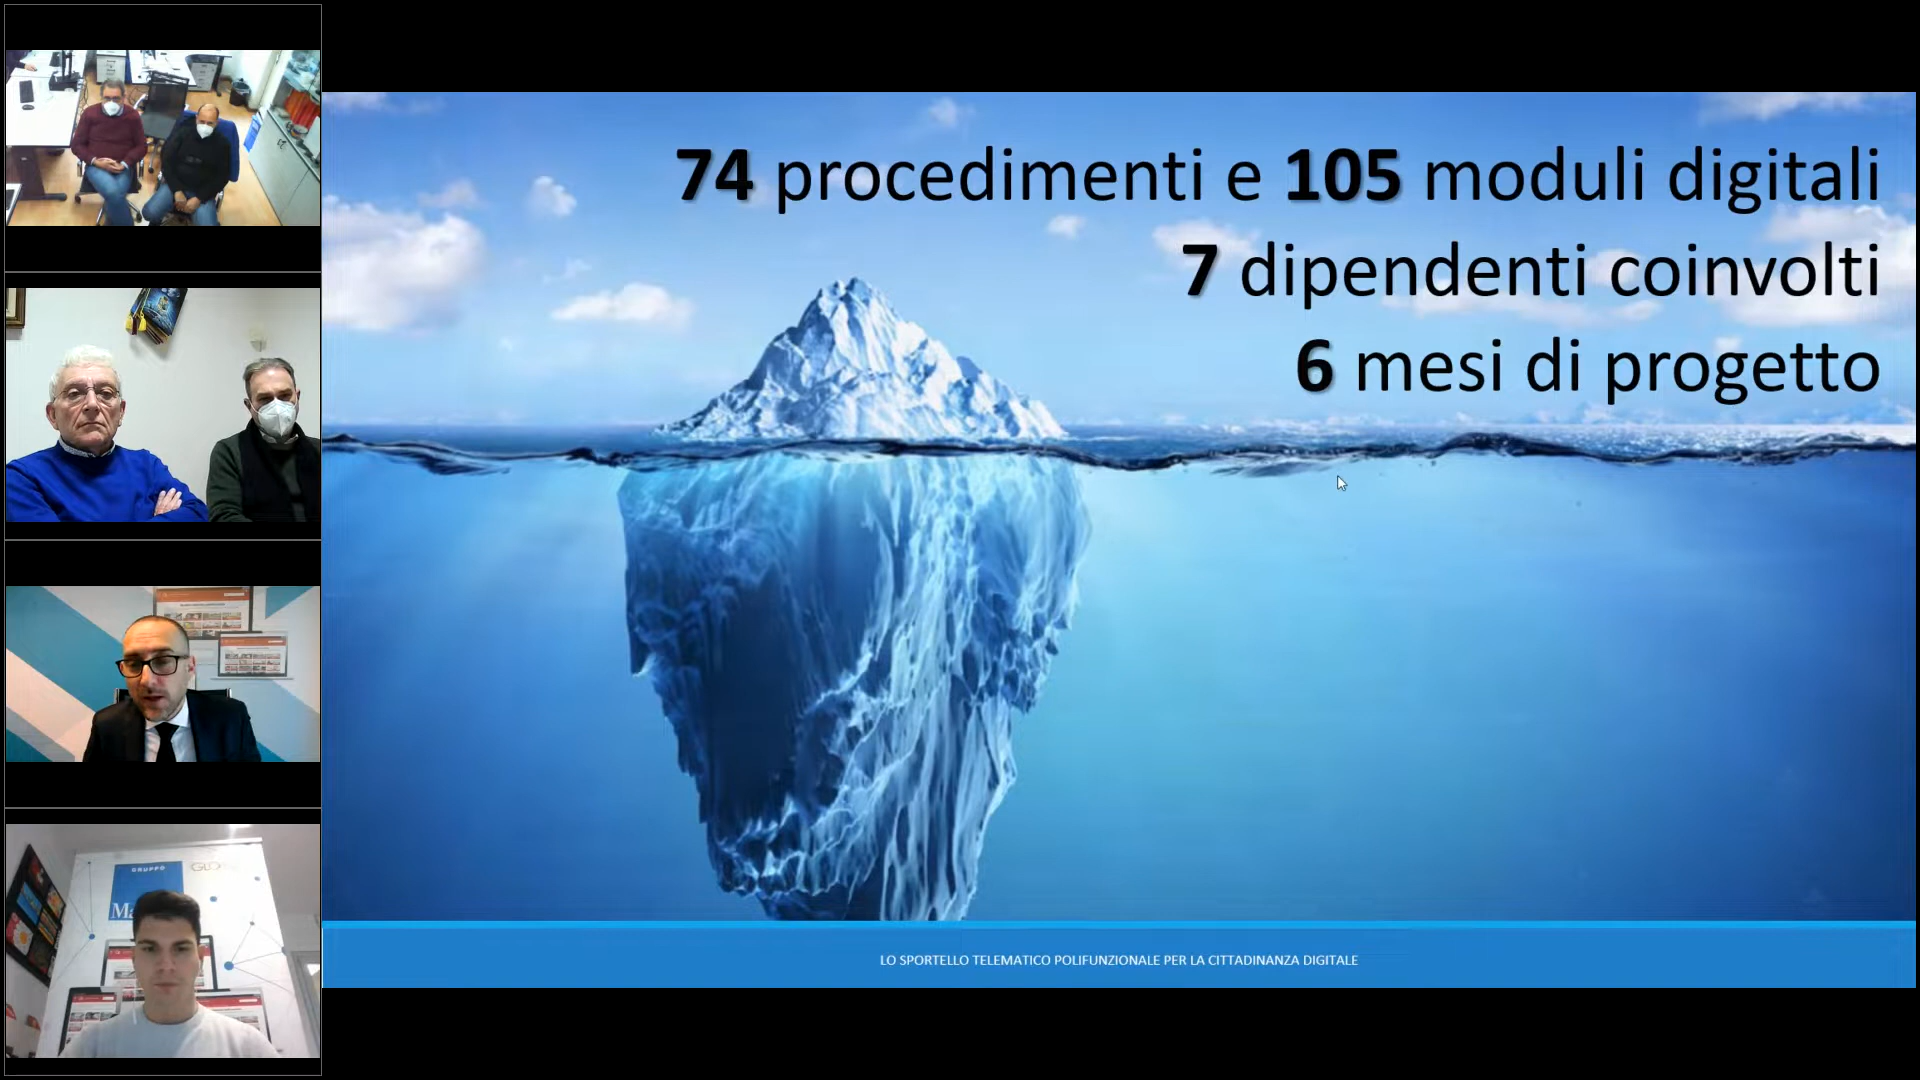 74 procedimenti e 105 moduli digitali
7 dipendenti coinvolti
6 mesi di progetto
LO SPORTELLO TELEMATICO POLIFUNZIONALE PER LA CITTADINANZA DIGITALE
GRUPPO